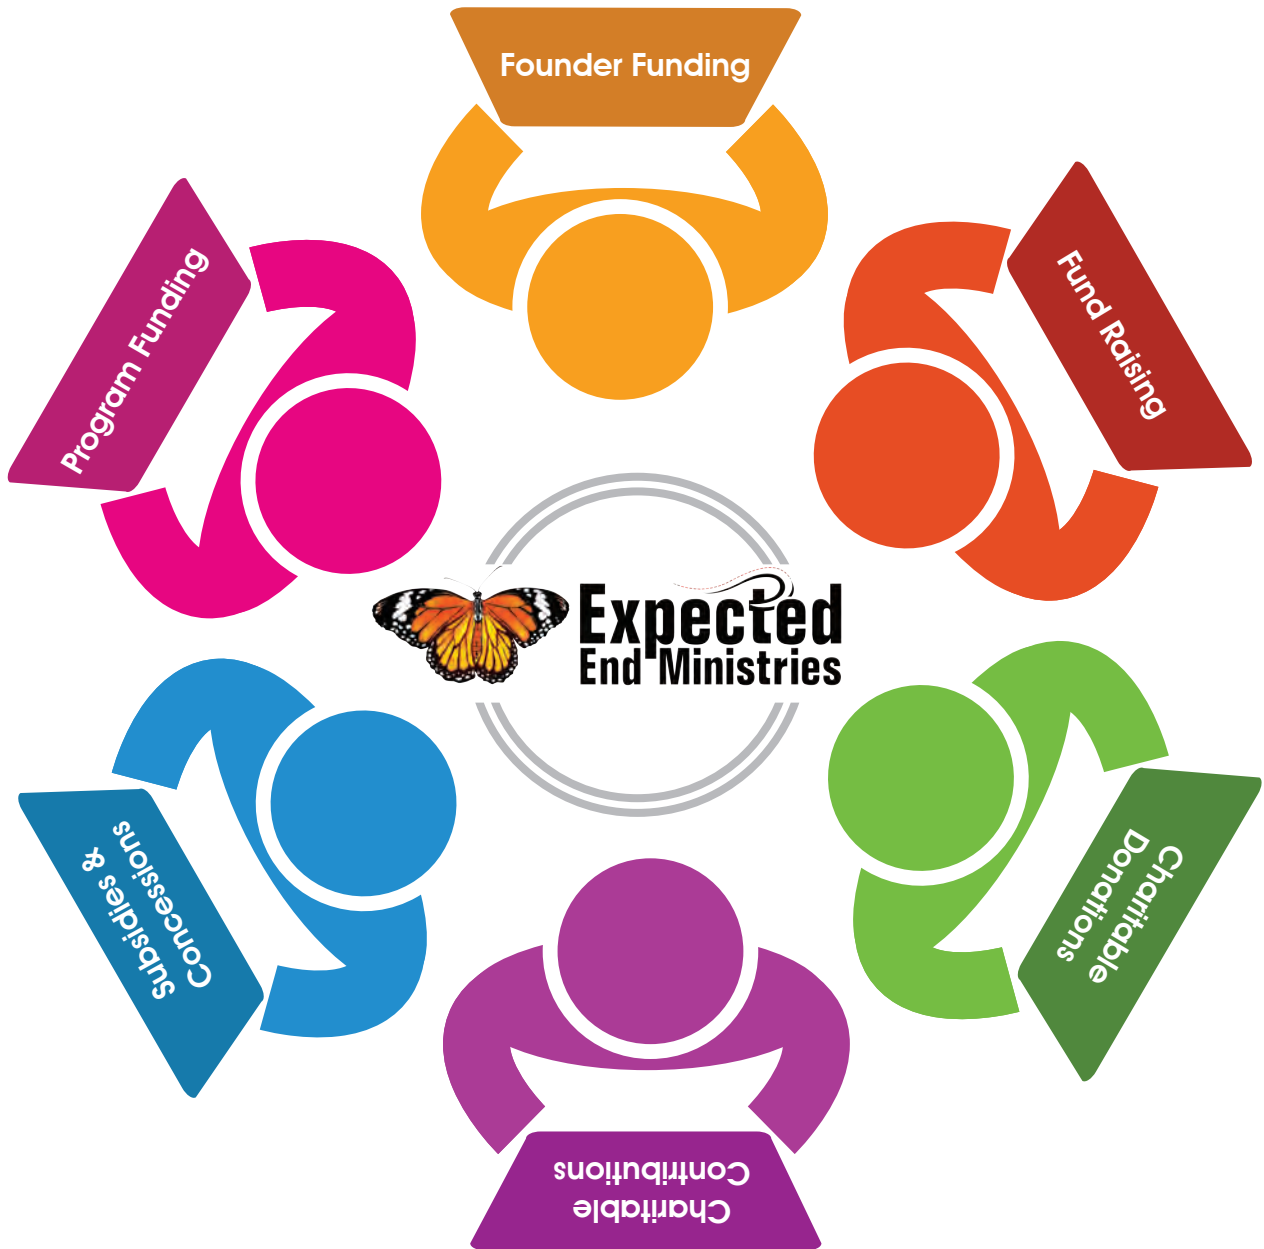 Founder Funding
Fund Raising
Charitable
Donations
Charitable
Contributions
Subsidies &
Concessions
Program Funding
Expected
End Ministries